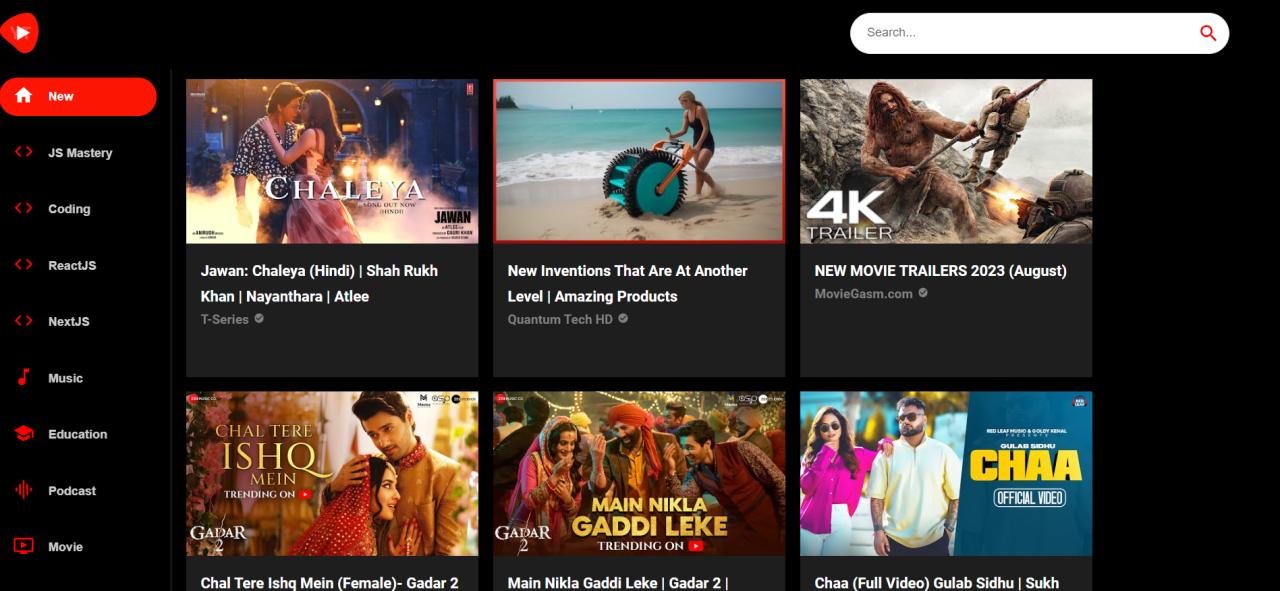 Search...
New
JS Mastery
Coding
ReactJS
NextJS
Music
Education
Podcast
Movie
CHALEYA
SONG OUT NOW
(HINDI)
JAWAN
Jawan: Chaleya (Hindi) | Shah Rukh
Khan | Nayanthara | Atlee
T-Series
New Inventions That Are At Another
Level | Amazing Products
Quantum Tech HD
4K
TRAILER
NEW MOVIE TRAILERS 2023 (August)
MovieGasm.com
CHAL TERE
ISHQ
MEIN
TRENDING ON
GADAR
2
Chal Tere Ishq Mein (Female)- Gadar 2
MAIN NIKLA
GADDI LEKE
TRENDING ON
GADAR
2
Main Nikla Gaddi Leke | Gadar 2 |
RED LEAF MUSIC & GOLDY KEHAL
PRESENTS
GULAB SIDHU
CHAA
OFFICIAL VIDEO
Chaa (Full Video) Gulab Sidhu | Sukh